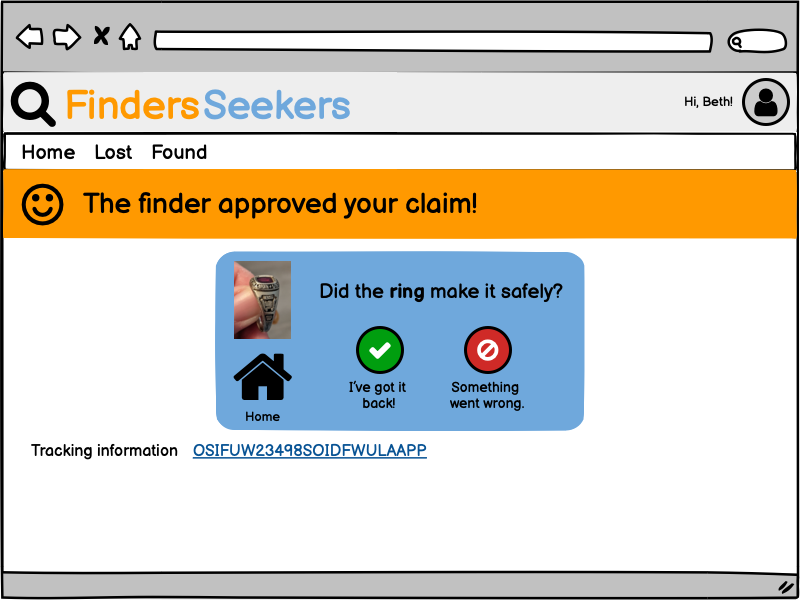 FindersSeekers
Hi, Beth!
Home Lost Found
The finder approved your claim!
Did the ring make it safely?
I've got it
back!
Something
went wrong.
Home
Tracking information OSIFUW23498SOIDFWULAAPP